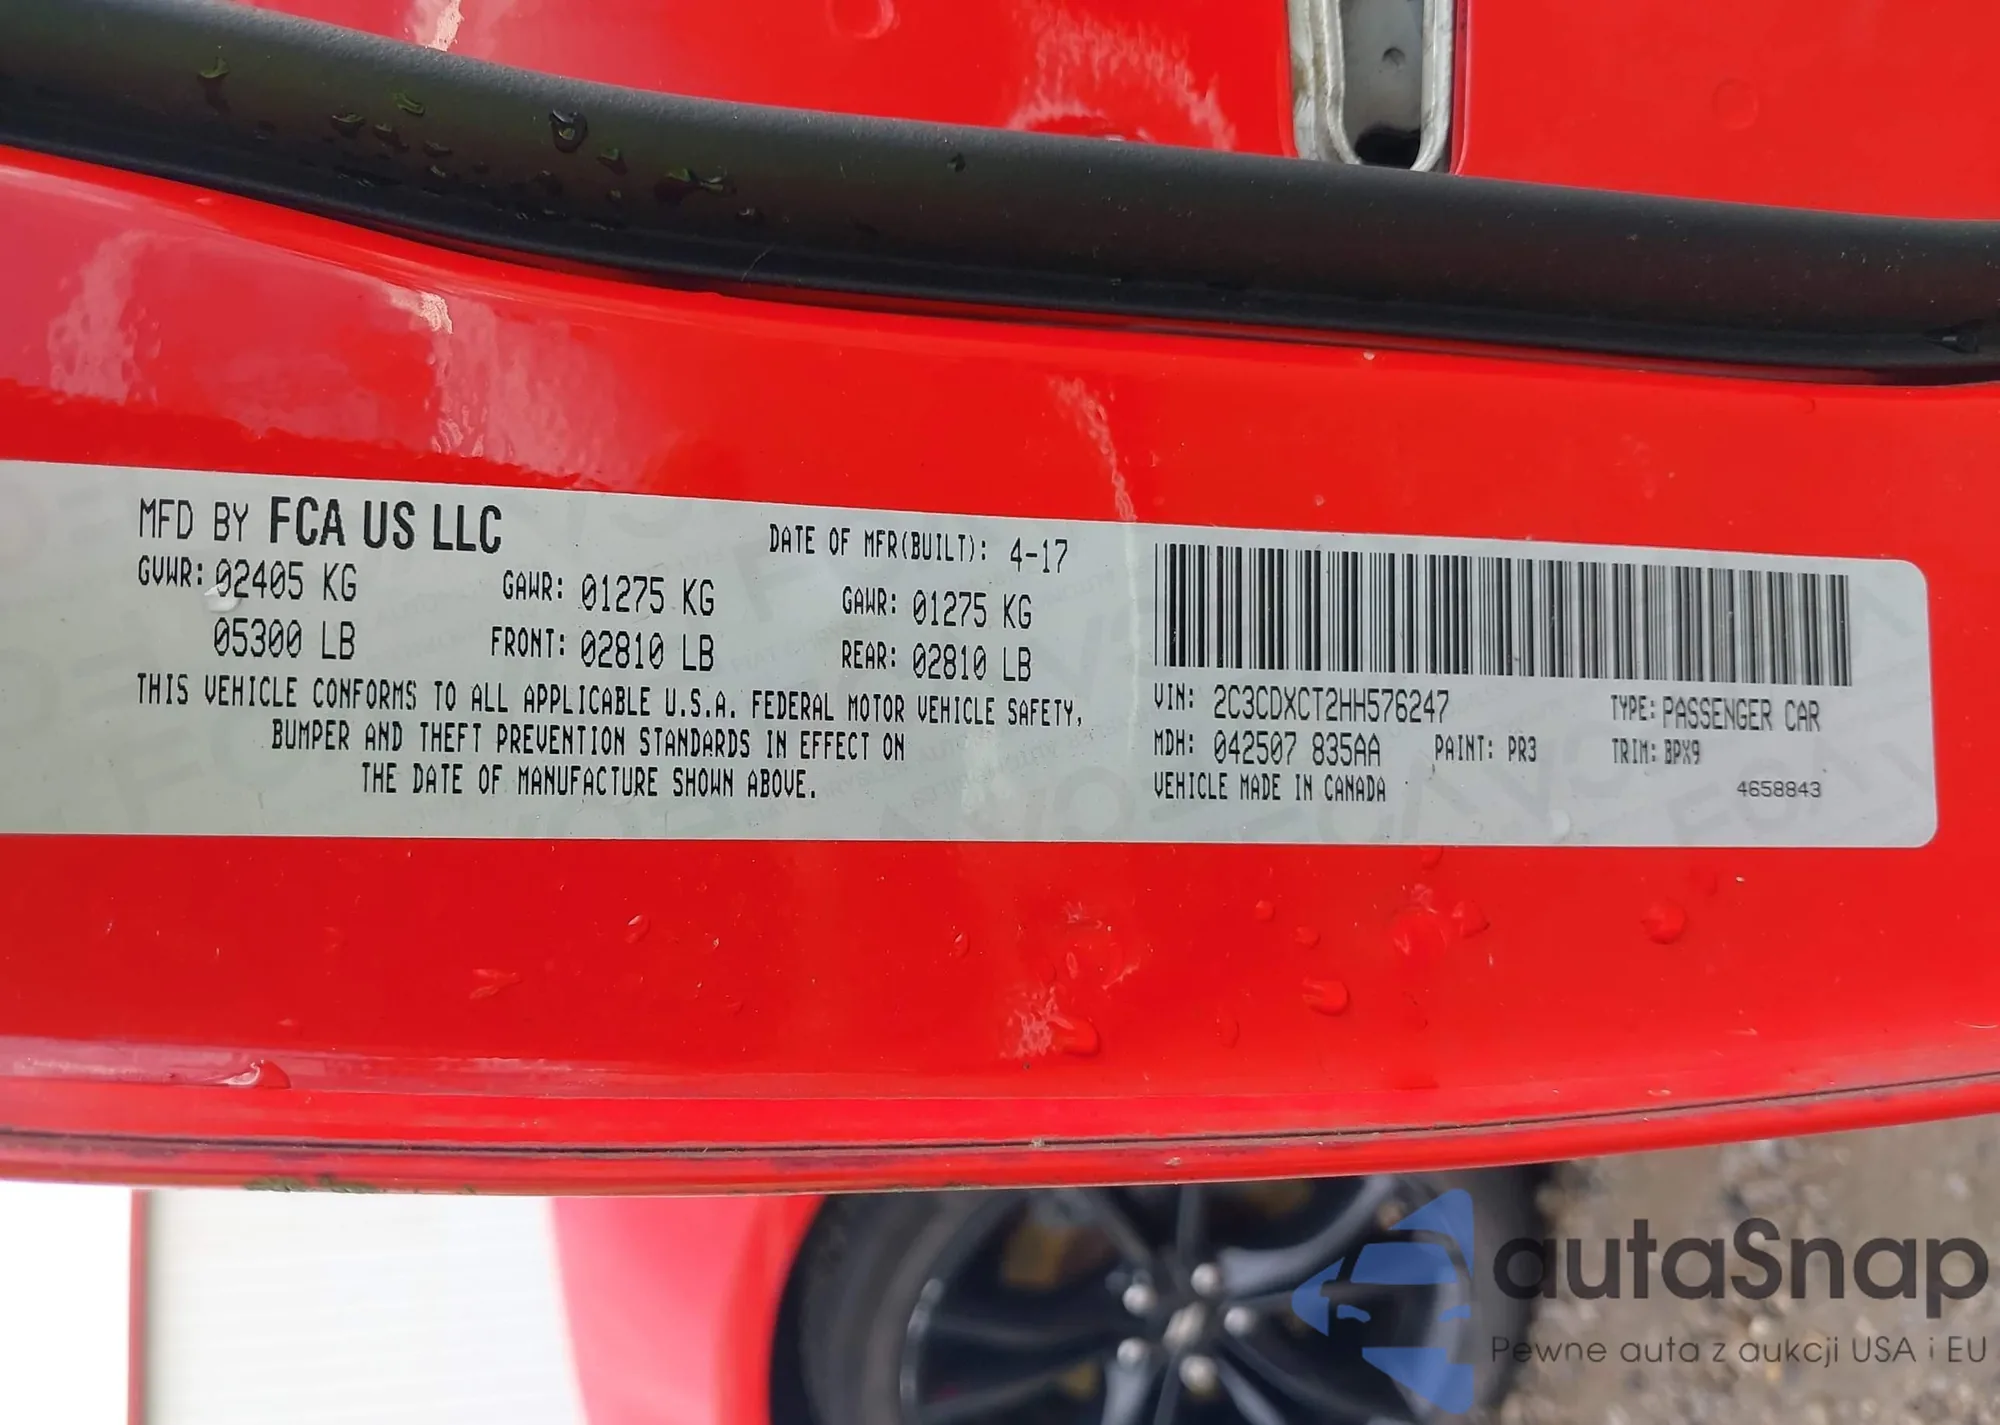 MFD BY FCA US LLC
DATE OF MFR(BUILT): 4-17
GVWR: 02405 KG
GAWR: 01275 KG
GAWR: 01275 KG
05300 LB
FRONT: 02810 LB
REAR: 02810 LB
THIS VEHICLE CONFORMS TO ALL APPLICABLE U.S.A. FEDERAL MOTOR VEHICLE SAFETY,
BUMPER AND THEFT PREVENTION STANDARDS IN EFFECT ON
THE DATE OF MANUFACTURE SHOWN ABOVE.
VIN: 2C3CDXCT2HH576247
TYPE: PASSENGER CAR
MDH: 042507 835AA
PAINT: PR3
TRIM: BPX9
VEHICLE MADE IN CANADA
4658843
autaSnap
Pewne auta z aukcji USA i EU